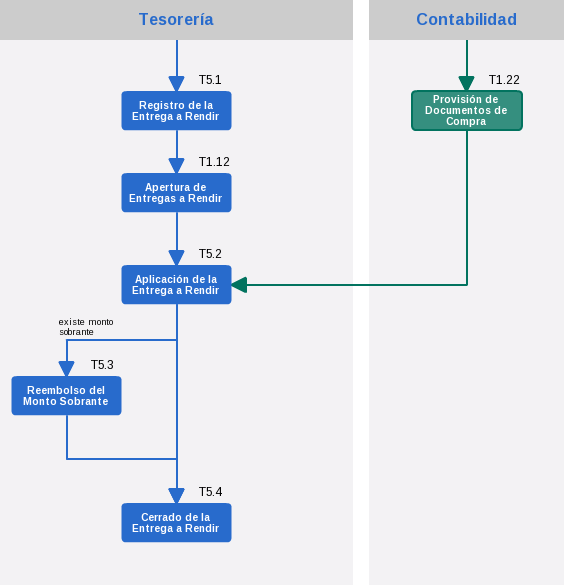 Tesorería
Contabilidad
T5.1
Registro de la
Entrega a Rendir
T1.22
Provisión de
Documentos de
Compra
T1.12
Apertura de
Entregas a Rendir
T5.2
Aplicación de la
Entrega a Rendir
existe monto
sobrante
T5.3
Reembolso del
Monto Sobrante
T5.4
Cerrado de la
Entrega a Rendir